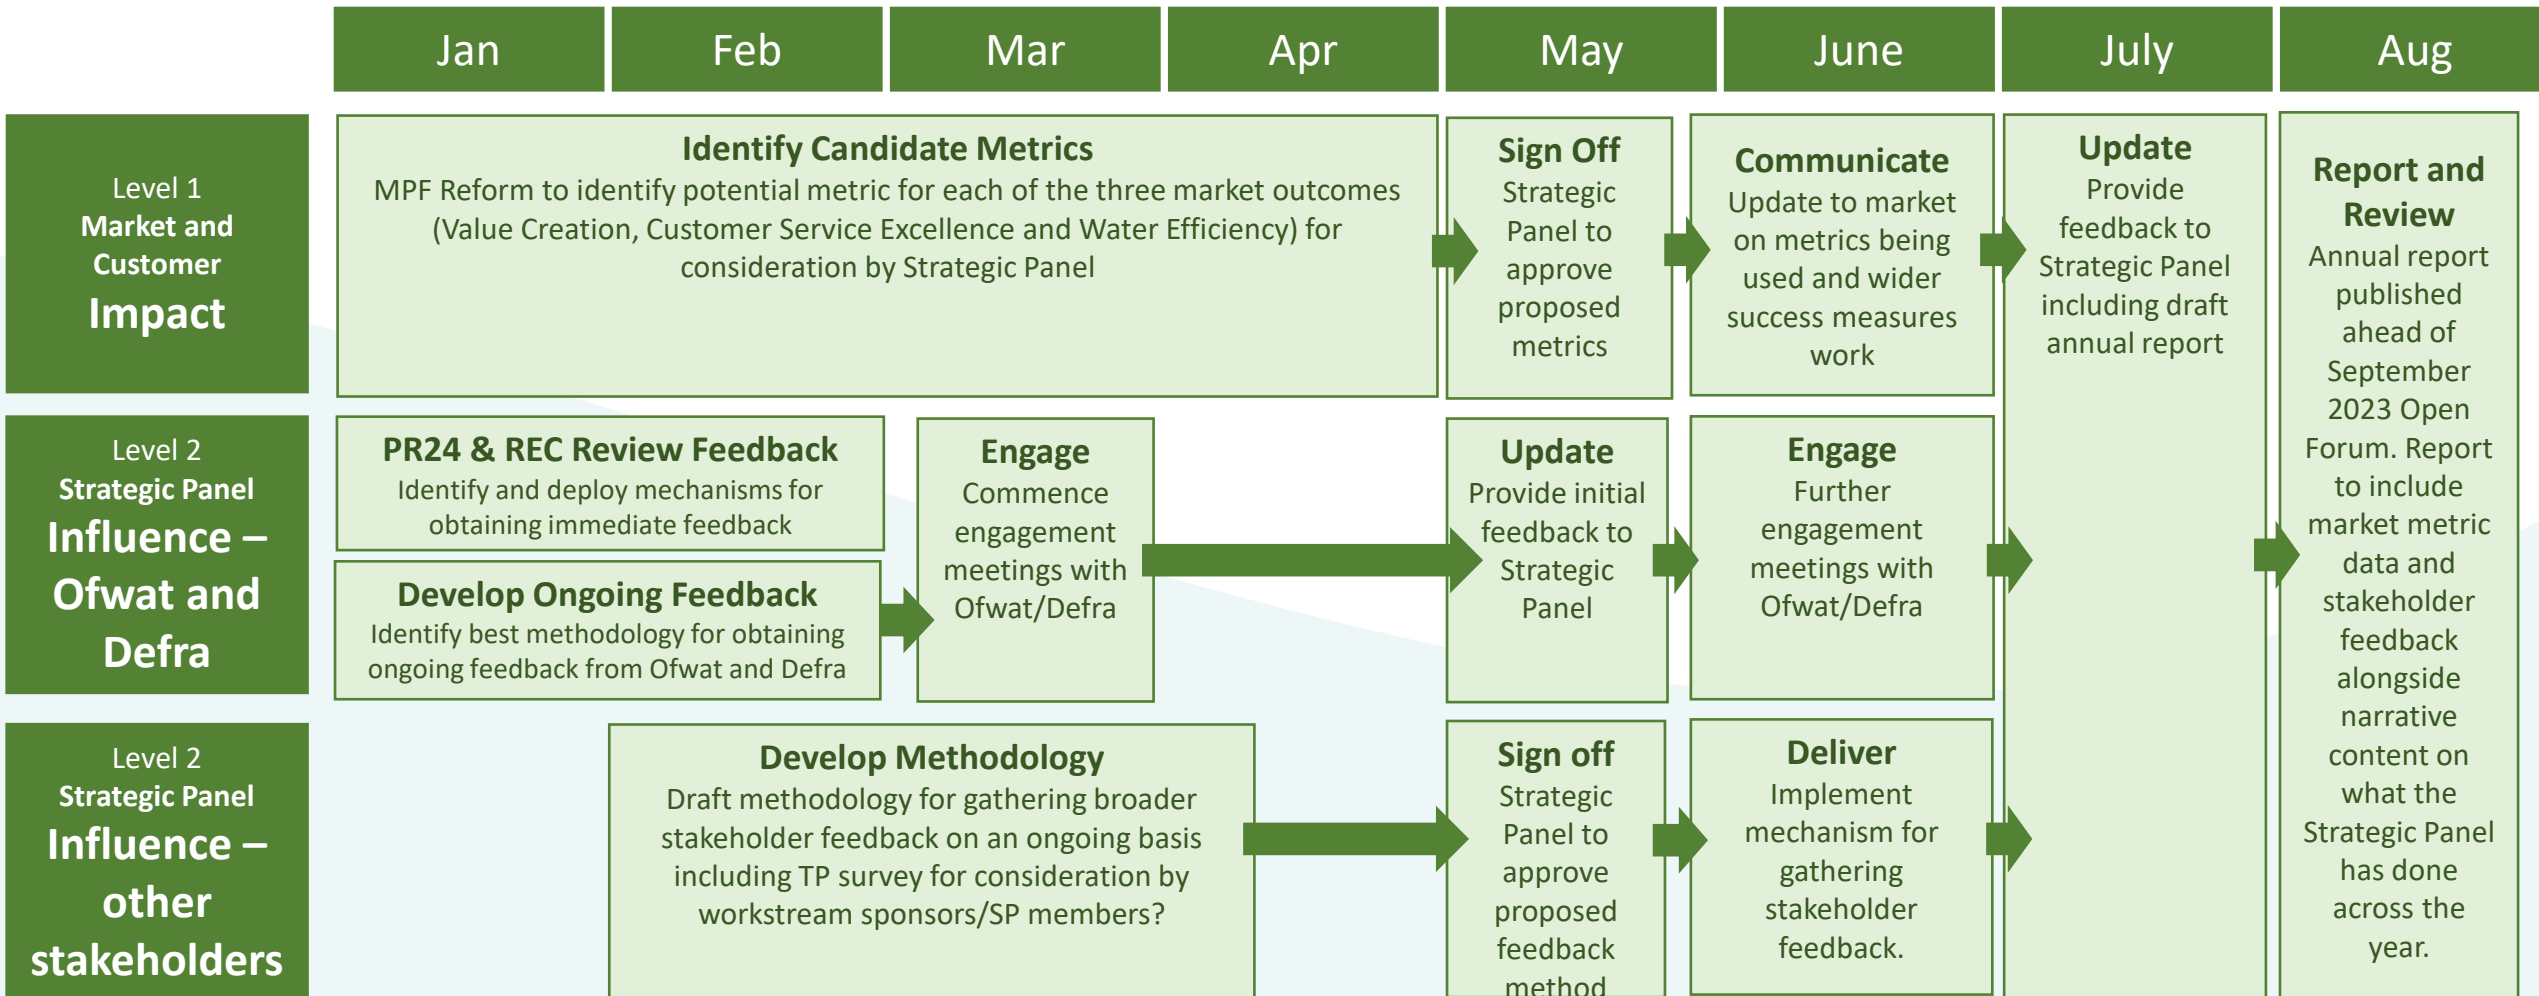 Jan
Feb
Mar
Apr
May
June
July
Aug
Level 1
Market and
Customer
Impact
Identify Candidate Metrics
MPF Reform to identify potential metric for each of the three market outcomes
(Value Creation, Customer Service Excellence and Water Efficiency) for
consideration by Strategic Panel
Sign Off
Strategic
Panel to
approve
proposed
metrics
Communicate
Update to market
on metrics being
used and wider
success measures
work
Update
Provide
feedback to
Strategic Panel
including draft
annual report
Report and
Review
Annual report
published
ahead of
September
2023 Open
Forum. Report
to include
market metric
data and
stakeholder
feedback
alongside
narrative
content on
what the
Strategic Panel
has done
across the
year.
Level 2
Strategic Panel
Influence –
Ofwat and
Defra
PR24 & REC Review Feedback
Identify and deploy mechanisms for
obtaining immediate feedback
Develop Ongoing Feedback
Identify best methodology for obtaining
ongoing feedback from Ofwat and Defra
Engage
Commence
engagement
meetings with
Ofwat/Defra
Update
Provide initial
feedback to
Strategic
Panel
Engage
Further
engagement
meetings with
Ofwat/Defra
Level 2
Strategic Panel
Influence –
other
stakeholders
Develop Methodology
Draft methodology for gathering broader
stakeholder feedback on an ongoing basis
including TP survey for consideration by
workstream sponsors/SP members?
Sign off
Strategic
Panel to
approve
proposed
feedback
method
Deliver
Implement
mechanism for
gathering
stakeholder
feedback.